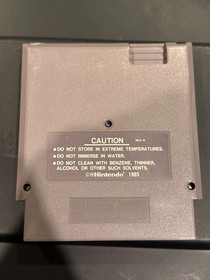 CAUTION
●DO NOT STORE IN EXTREME TEMPERATURES.
●DO NOT IMMERSE IN WATER.
●DO NOT CLEAN WITH BENZENE, THINNER,
ALCOHOL OR OTHER SUCH SOLVENTS.
©®Nintendo® 1985